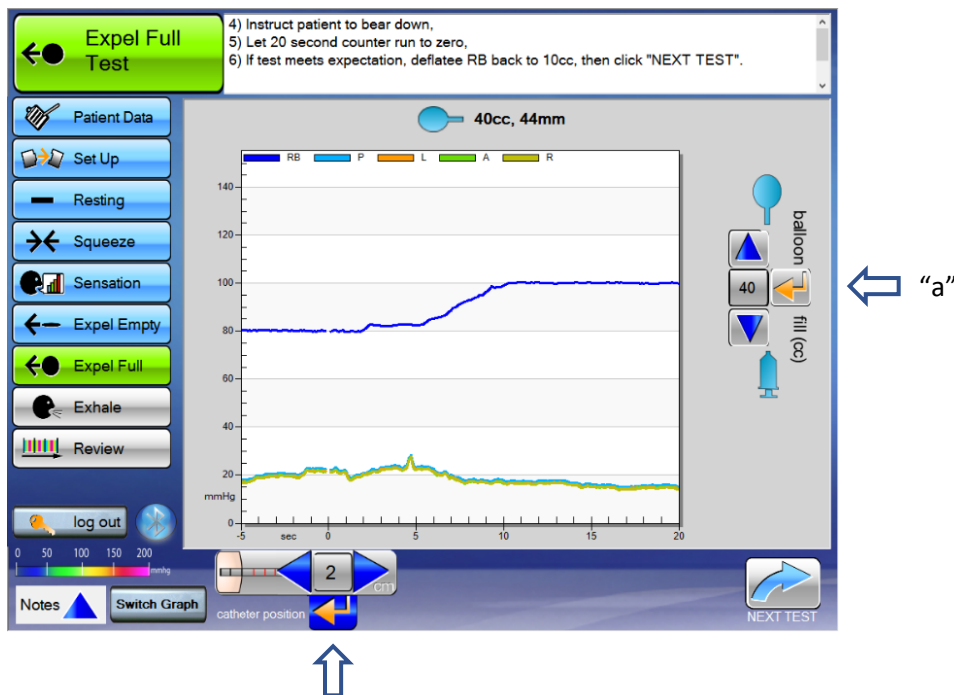 Expel Full
Test
4) Instruct patient to bear down,
5) Let 20 second counter run to zero,
6) If test meets expectation, deflatee RB back to 10cc, then click "NEXT TEST".
Patient Data
Set Up
Resting
Squeeze
Sensation
Expel Empty
Expel Full
Exhale
Review
log out
0 50 100 150 200
mmhg
Notes
Switch Graph
40cc, 44mm
RB P L A R
140
120
100
80
60
40
20
mmHg
0
-5 sec 0 5 10 15 20
balloon
40
fill (cc)
“a”
2
cm
catheter position
NEXT TEST